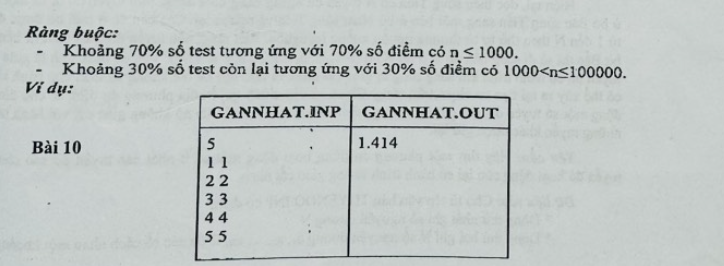 Ràng buộc:
- Khoảng 70% số test tương ứng với 70% số điểm có n ≤ 1000.
- Khoảng 30% số test còn lại tương ứng với 30% số điểm có 1000<n≤100000.
Ví dụ:
GANNHAT.INP GANNHAT.OUT
Bài 10
5 1.414
1 1
2 2
3 3
4 4
5 5